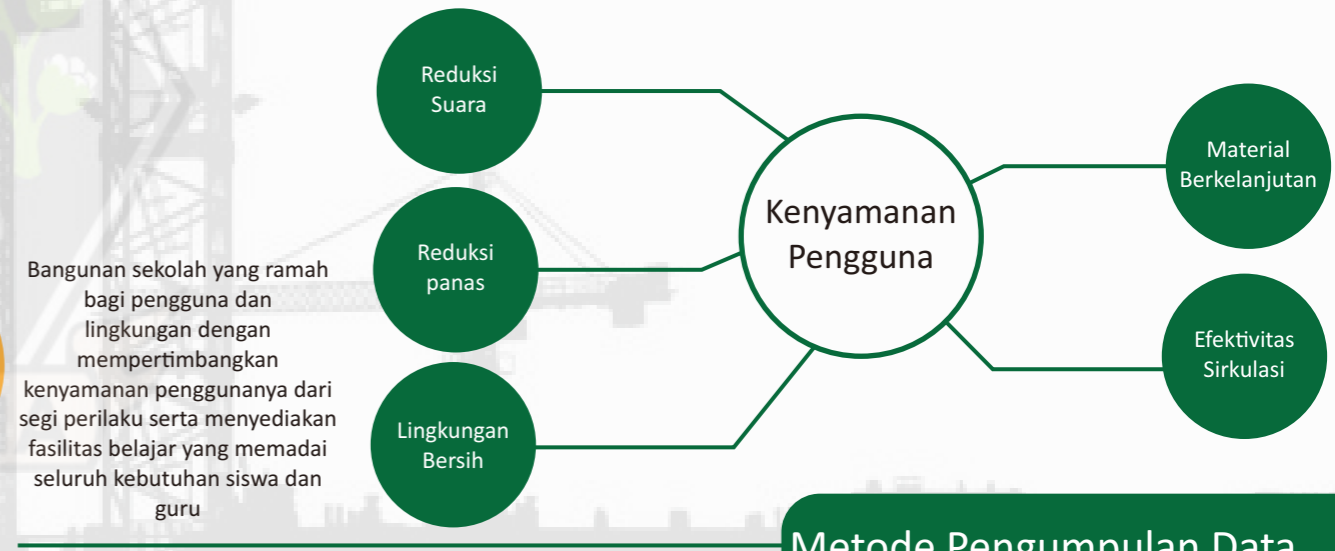 Bangunan sekolah yang ramah
bagi pengguna dan
lingkungan dengan
mempertimbangkan
kenyamanan penggunanya dari
segi perilaku serta menyediakan
fasilitas belajar yang memadai
seluruh kebutuhan siswa dan
guru
Reduksi
Suara
Reduksi
panas
Lingkungan
Bersih
Kenyamanan
Pengguna
Material
Berkelanjutan
Efektivitas
Sirkulasi
Metode Pengumpulan Data